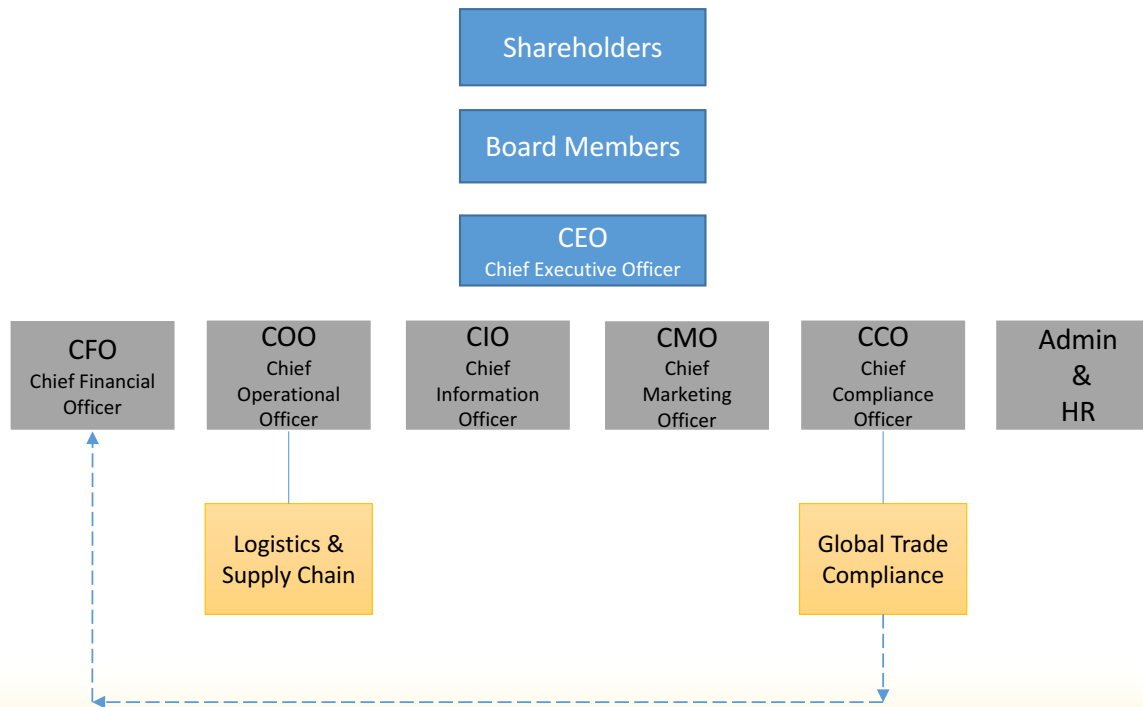 Shareholders
Board Members
CEO
Chief Executive Officer
CFO
Chief Financial
Officer
COO
Chief
Operational
Officer
CIO
Chief
Information
Officer
CMO
Chief
Marketing
Officer
CCO
Chief
Compliance
Officer
Admin
&
HR
Logistics &
Supply Chain
Global Trade
Compliance